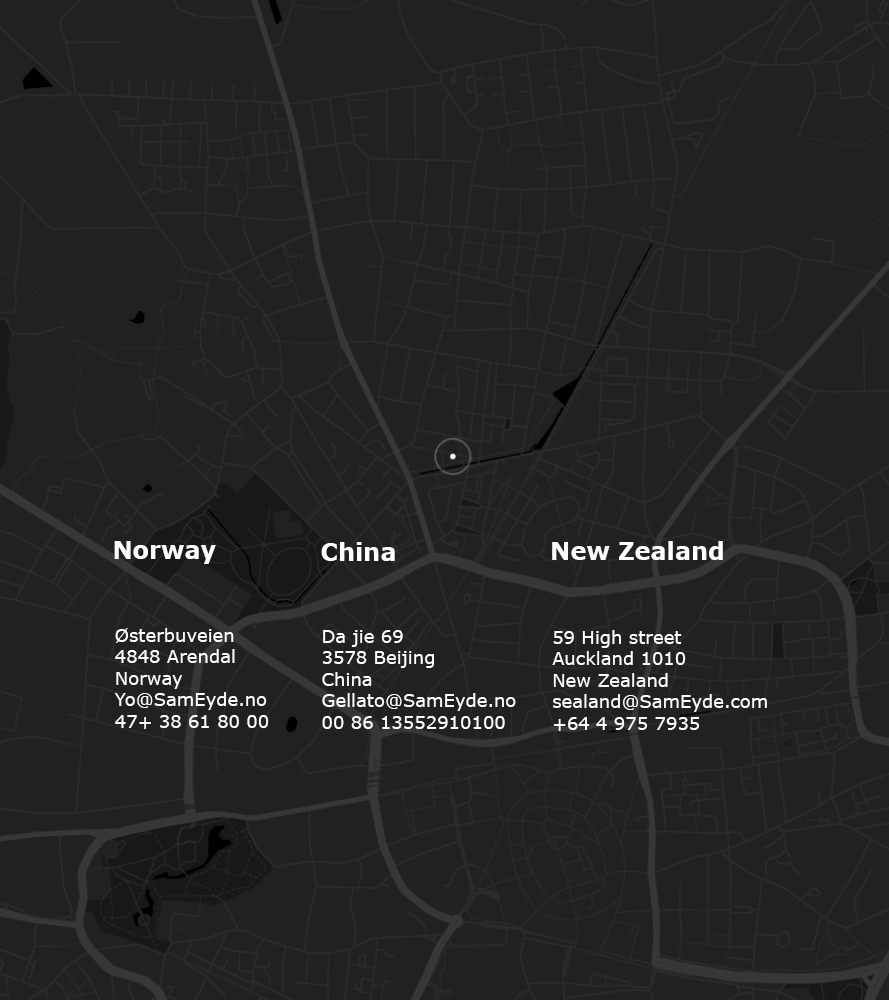 Norway
Østerbuveien
4848 Arendal
Norway
Yo@SamEyde.no
47+ 38 61 80 00
China
Da jie 69
3578 Beijing
China
Gellato@SamEyde.no
00 86 13552910100
New Zealand
59 High street
Auckland 1010
New Zealand
sealand@SamEyde.com
+64 4 975 7935